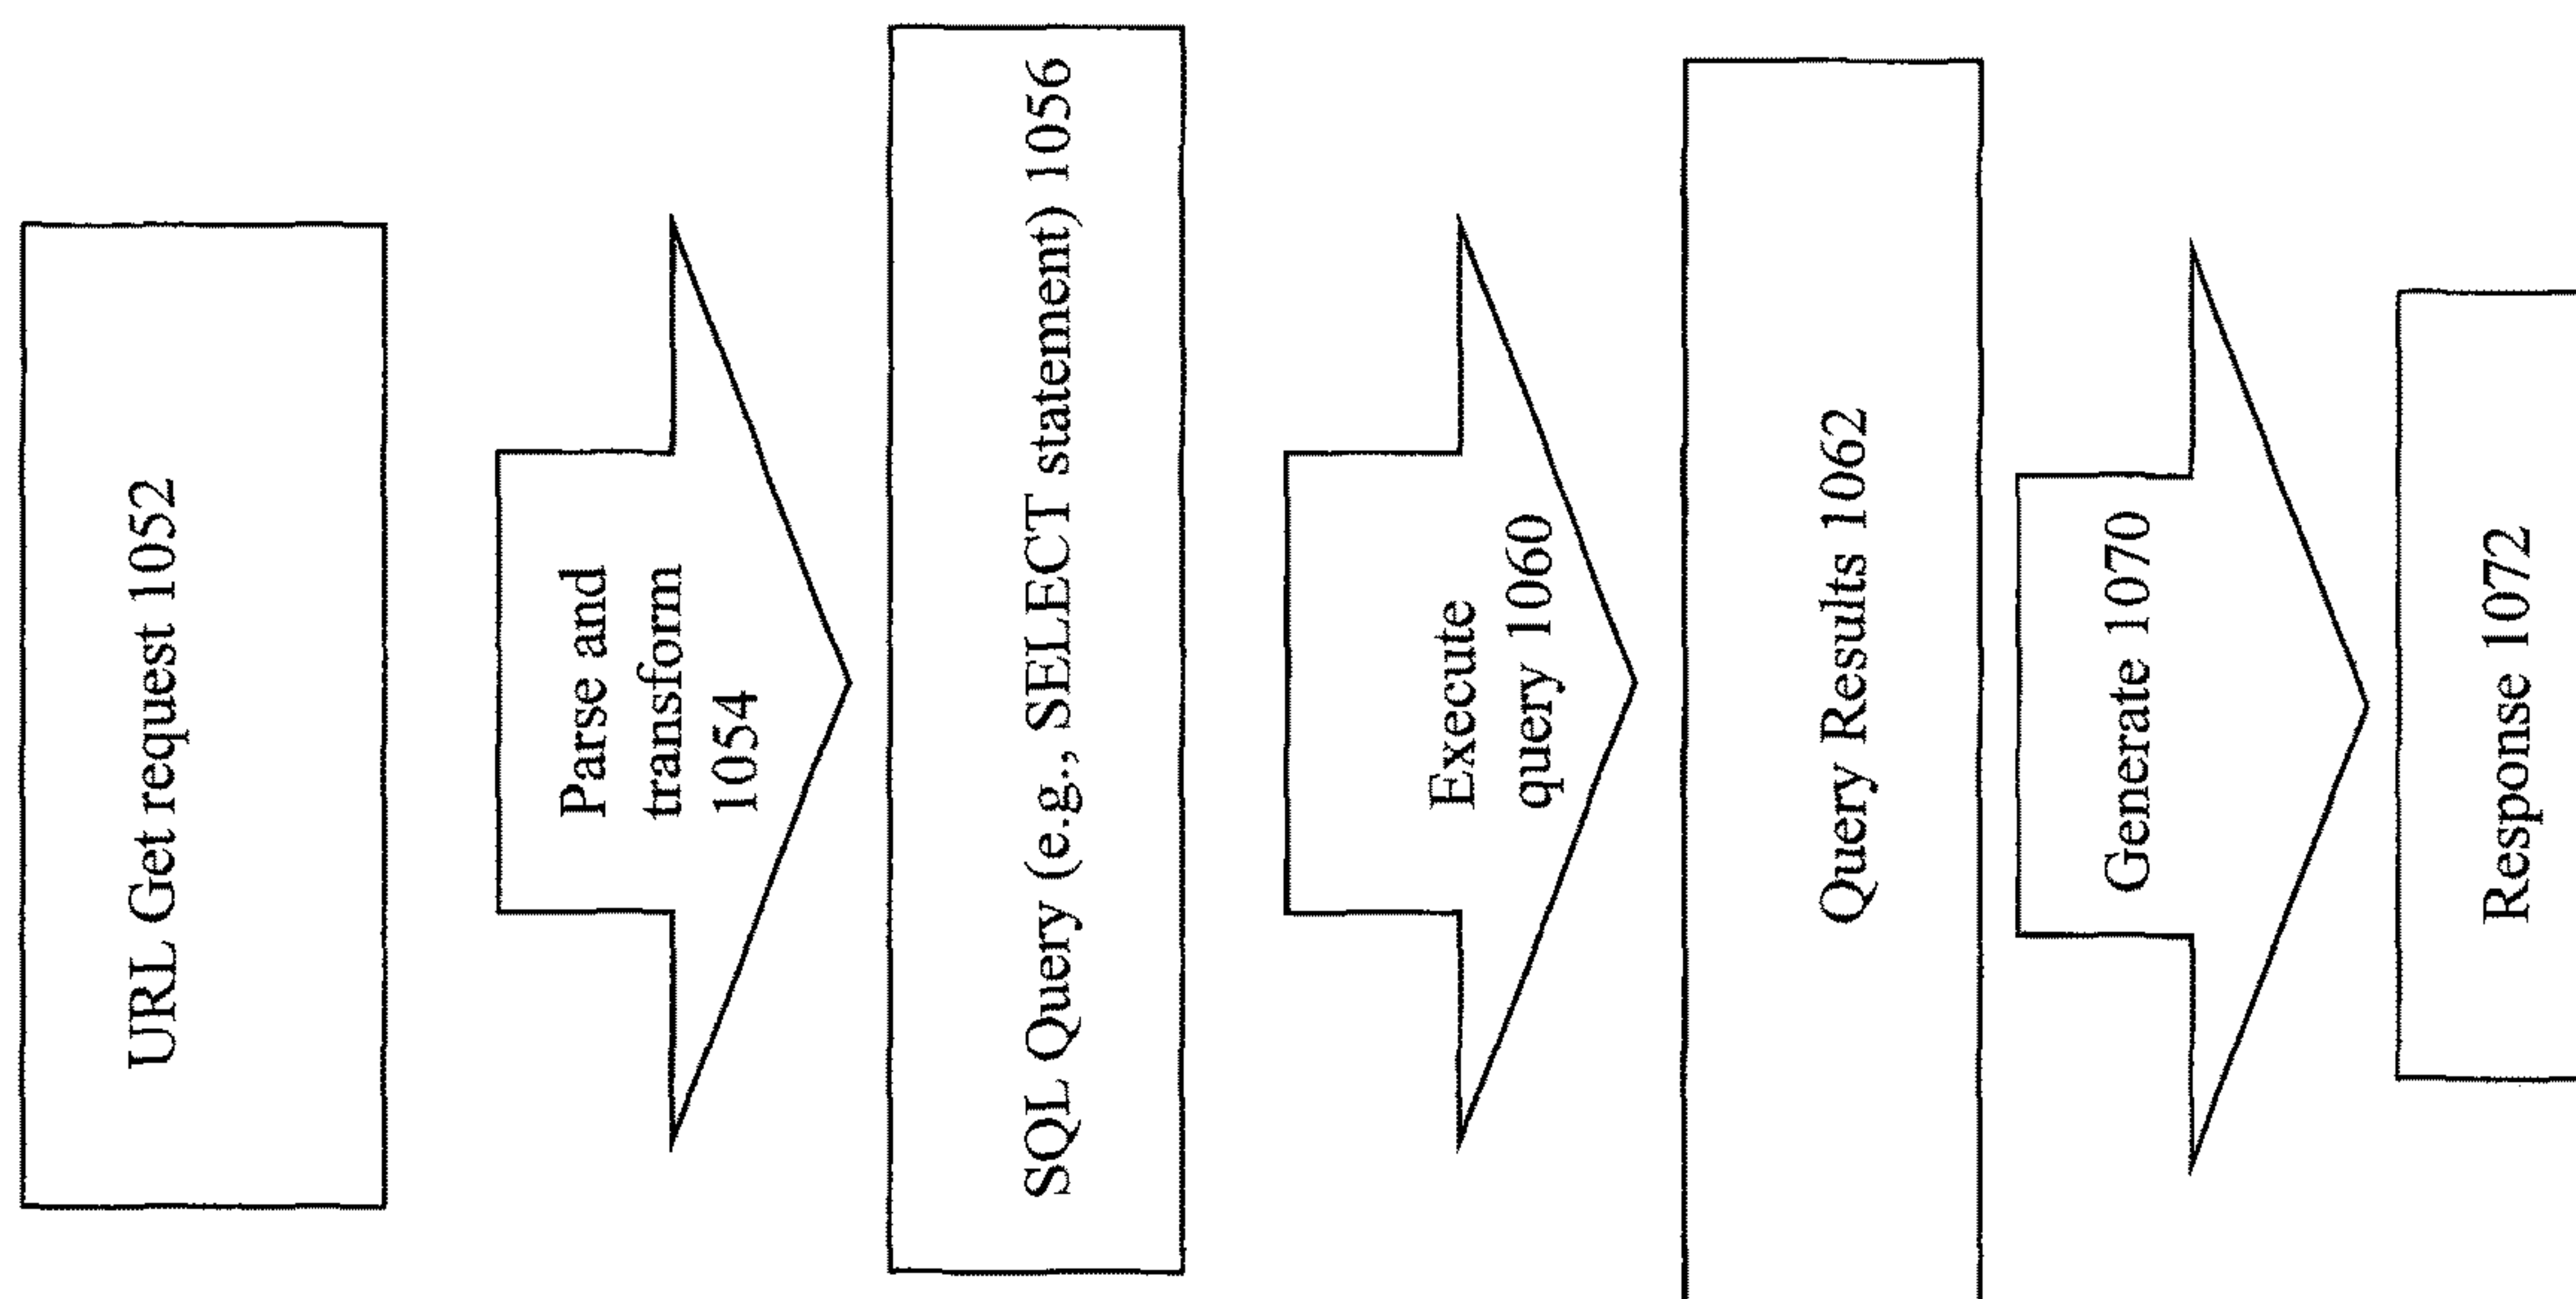 URL Get request 1052
Parse and
transform
1054
SQL Query (e.g., SELECT statement) 1056
Execute
query 1060
Query Results 1062
Generate 1070
Response 1072